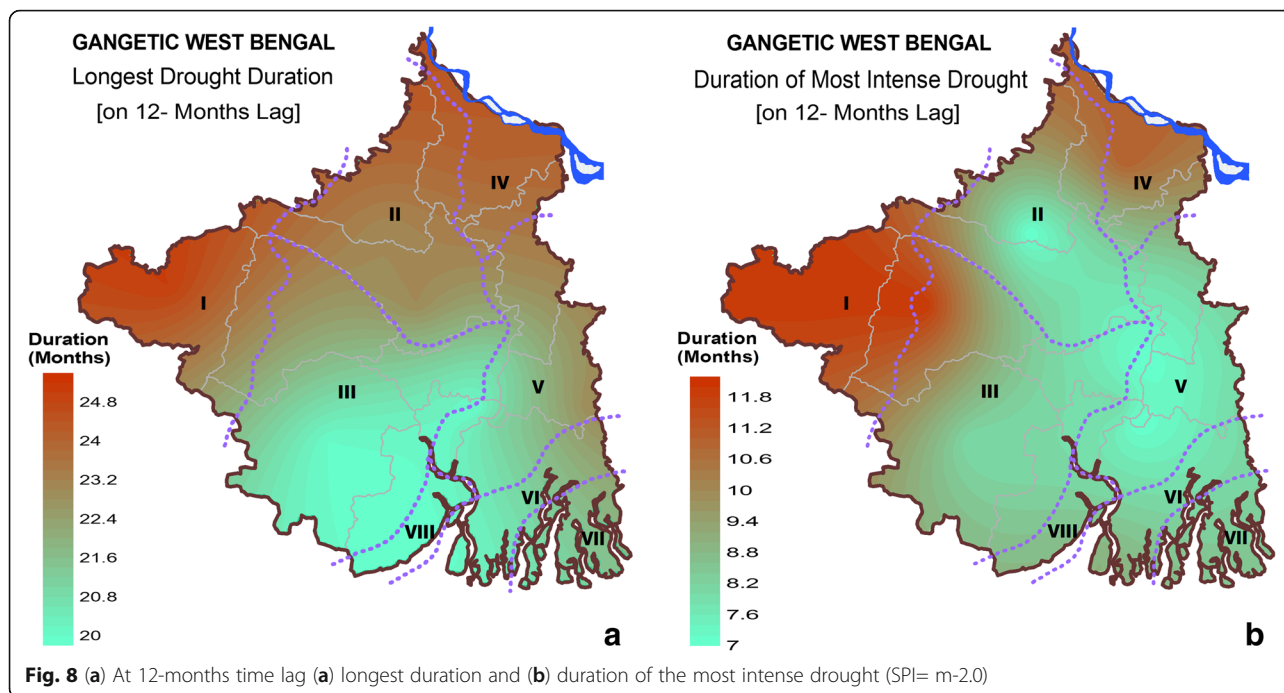 GANGETIC WEST BENGAL
Longest Drought Duration
[on 12- Months Lag]
IV
II
I
III
V
VI
VIII
VII
Duration
(Months)
24.8
24
23.2
22.4
21.6
20.8
20
a
GANGETIC WEST BENGAL
Duration of Most Intense Drought
[on 12- Months Lag]
IV
II
I
III
V
VI
VIII
VII
Duration
(Months)
11.8
11.2
10.6
10
9.4
8.8
8.2
7.6
7
b
Fig. 8 (a) At 12-months time lag (a) longest duration and (b) duration of the most intense drought (SPI= m-2.0)